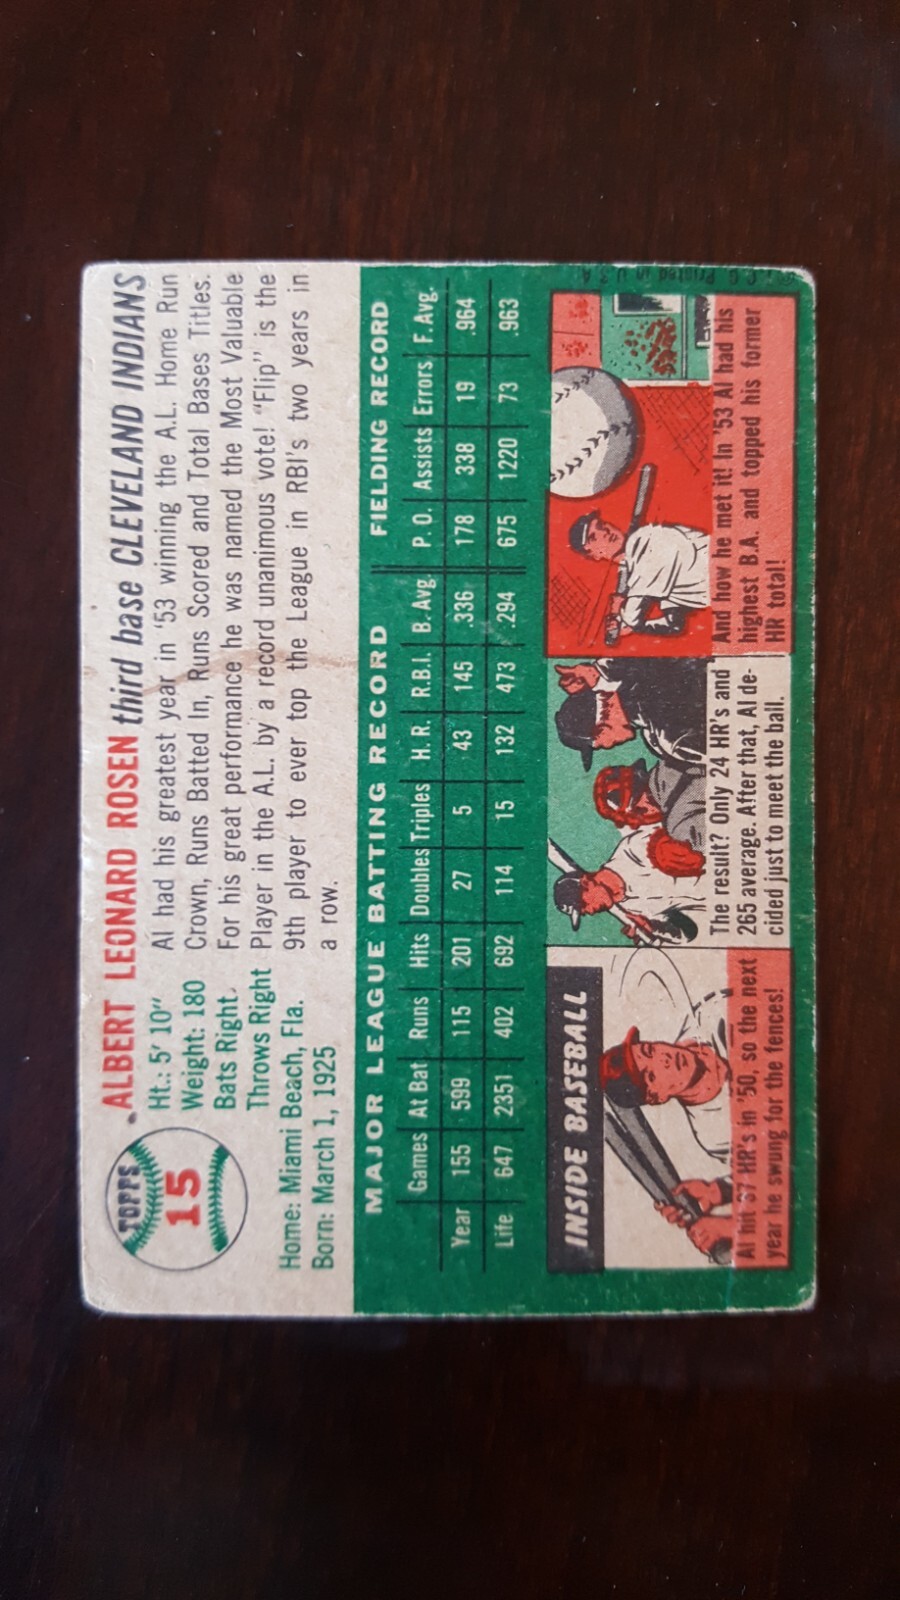 TOPPS
15
ALBERT LEONARD ROSEN third base CLEVELAND INDIANS
Ht.: 5' 10"
Weight: 180
Bats Right
Throws Right
Home: Miami Beach, Fla.
Born: March 1, 1925
Al had his greatest year in '53 winning the A.L. Home Run
Crown, Runs Batted In, Runs Scored and Total Bases Titles.
For his great performance he was named the Most Valuable
Player in the A.L. by a record unanimous vote! "Flip" is the
9th player to ever top the League in RBI's two years in
a row.
MAJOR LEAGUE BATTING RECORD FIELDING RECORD
Games At Bat Runs Hits Doubles Triples H. R. R.B.I. B. Avg. P. O. Assists Errors F. Avg.
Year 155 599 115 201 27 5 43 145 .336 178 338 19 .964
Life 647 2351 402 692 114 15 132 473 .294 675 1220 73 .963
INSIDE BASEBALL
Al hit 37 HR's in '50, so the next
year he swung for the fences!
The result? Only 24 HR's and
265 average. After that, Al de-
cided just to meet the ball.
And how he met it! In '53 Al had his
highest B.A. and topped his former
HR total!
Printed in U.S.A.